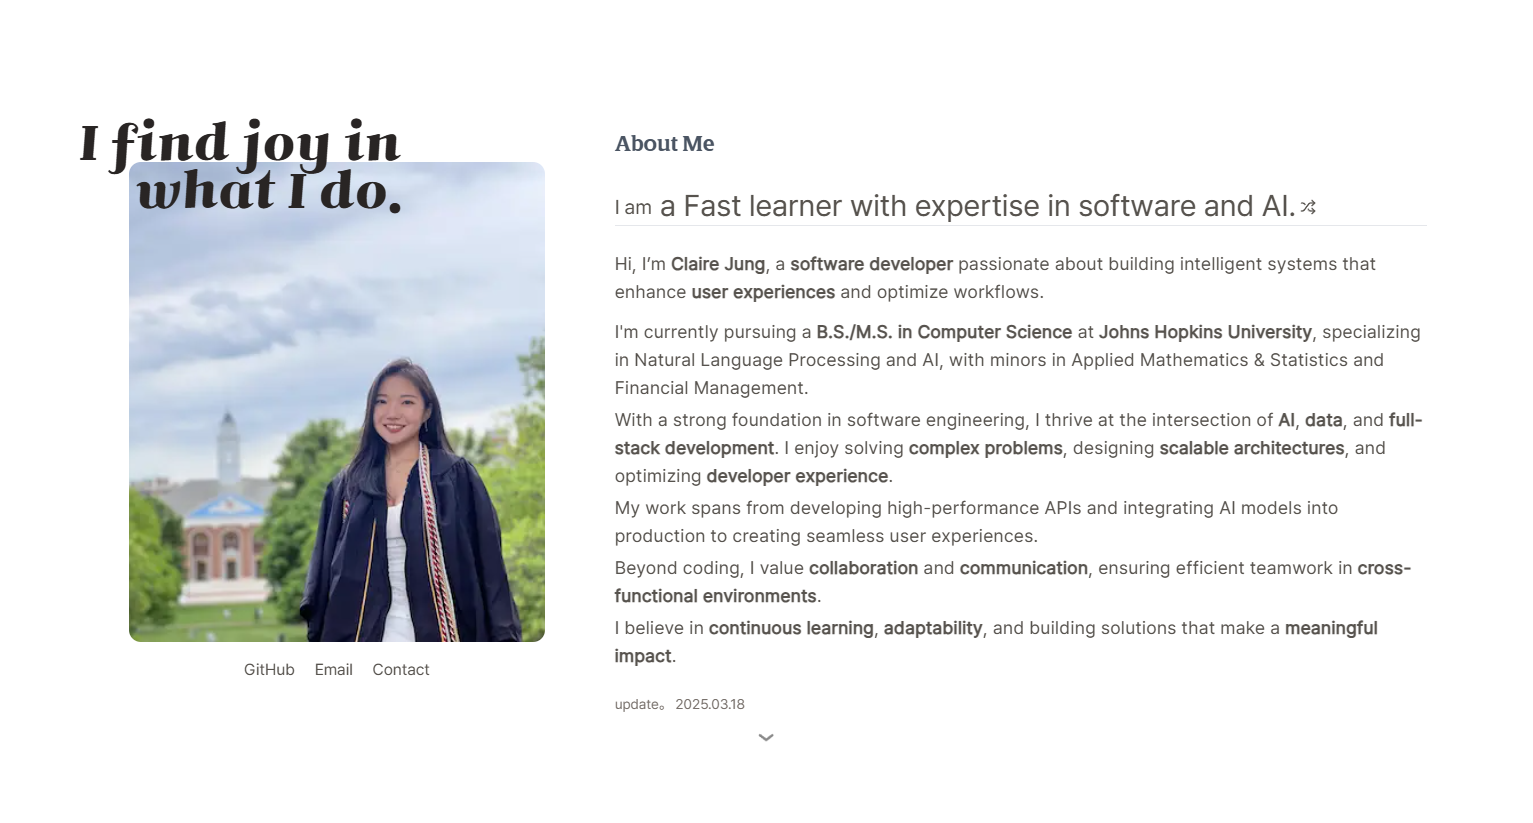 I find joy in
what I do.
GitHub Email Contact
About Me
I am a Fast learner with expertise in software and AI.
Hi, I’m Claire Jung, a software developer passionate about building intelligent systems that
enhance user experiences and optimize workflows.
I'm currently pursuing a B.S./M.S. in Computer Science at Johns Hopkins University, specializing
in Natural Language Processing and AI, with minors in Applied Mathematics & Statistics and
Financial Management.
With a strong foundation in software engineering, I thrive at the intersection of AI, data, and full-
stack development. I enjoy solving complex problems, designing scalable architectures, and
optimizing developer experience.
My work spans from developing high-performance APIs and integrating AI models into
production to creating seamless user experiences.
Beyond coding, I value collaboration and communication, ensuring efficient teamwork in cross-
functional environments.
I believe in continuous learning, adaptability, and building solutions that make a meaningful
impact.
update。 2025.03.18